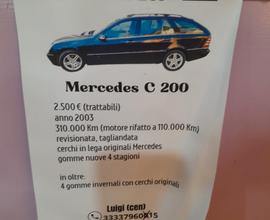 Mercedes C 200
2.500 € (trattabili)
anno 2003
310.000 Km (motore rifatto a 110.000 Km)
revisionata, tagliandata
cerchi in lega originali Mercedes
gomme nuove 4 stagioni
in oltre:
4 gomme invernali con cerchi originali
Luigi (cen)